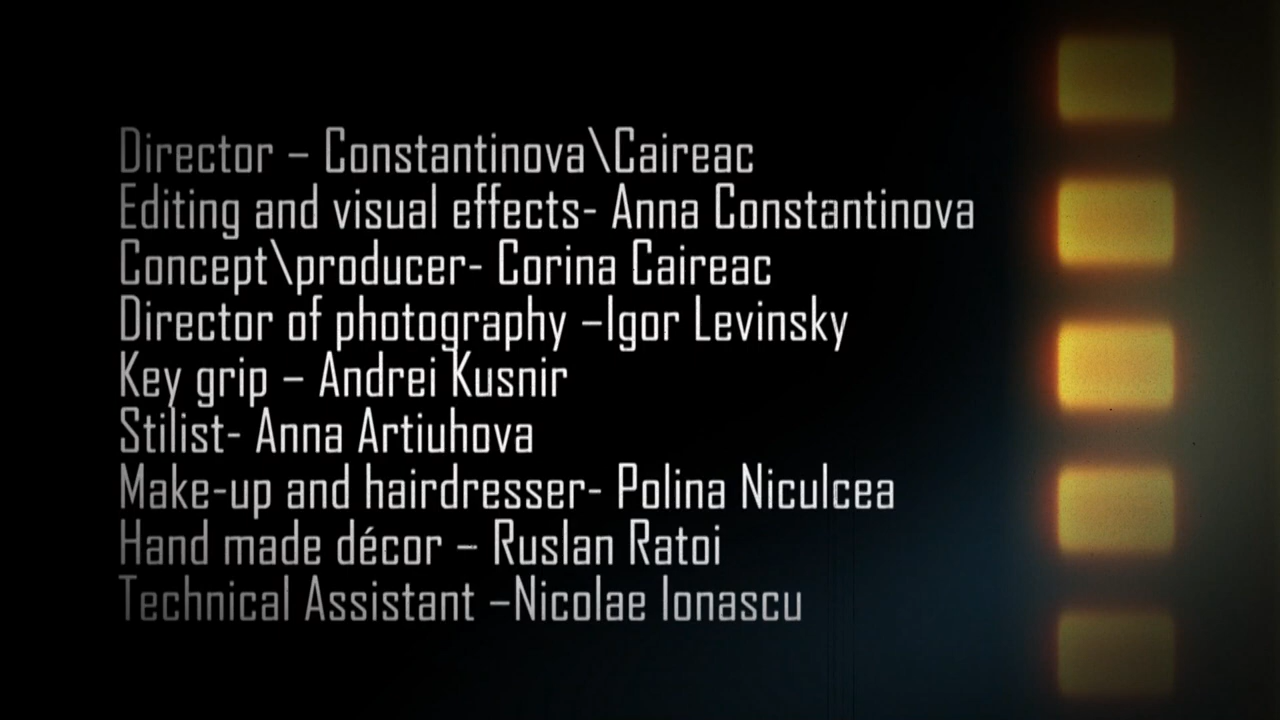 Director – Constantinova\Caireac
Editing and visual effects- Anna Constantinova
Concept\producer- Corina Caireac
Director of photography –Igor Levinsky
Key grip – Andrei Kusnir
Stilist- Anna Artiuhova
Make-up and hairdresser- Polina Niculcea
Hand made décor – Ruslan Ratoi
Technical Assistant –Nicolae Ionascu